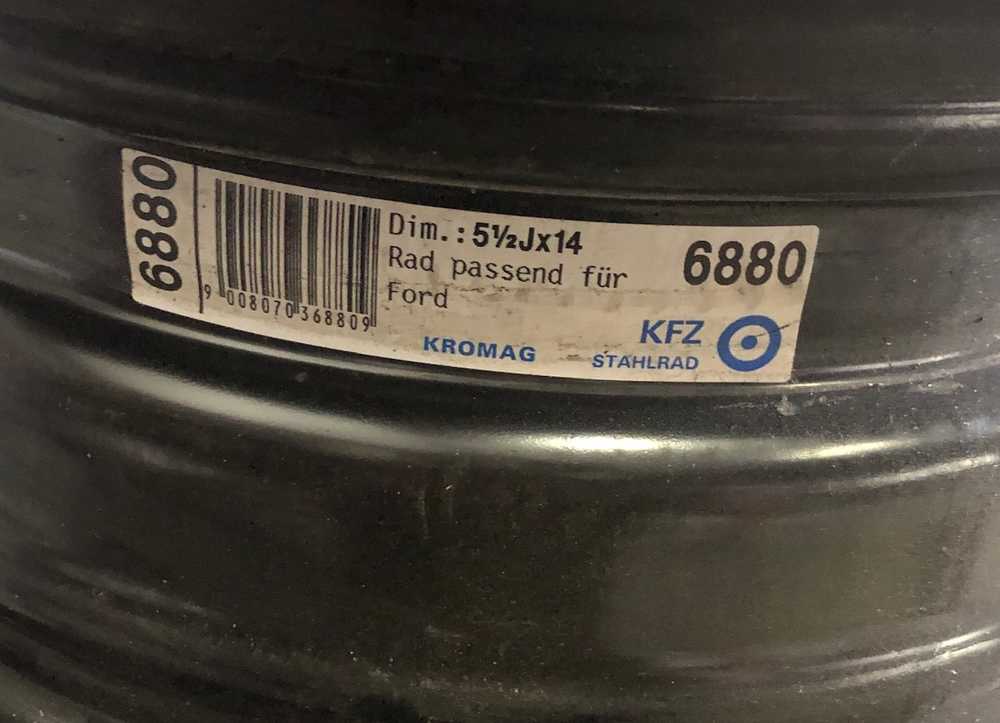 6880
9 008070 368809
Dim.: 5½Jx14
Rad passend für
Ford
6880
KROMAG
KFZ
STAHLRAD